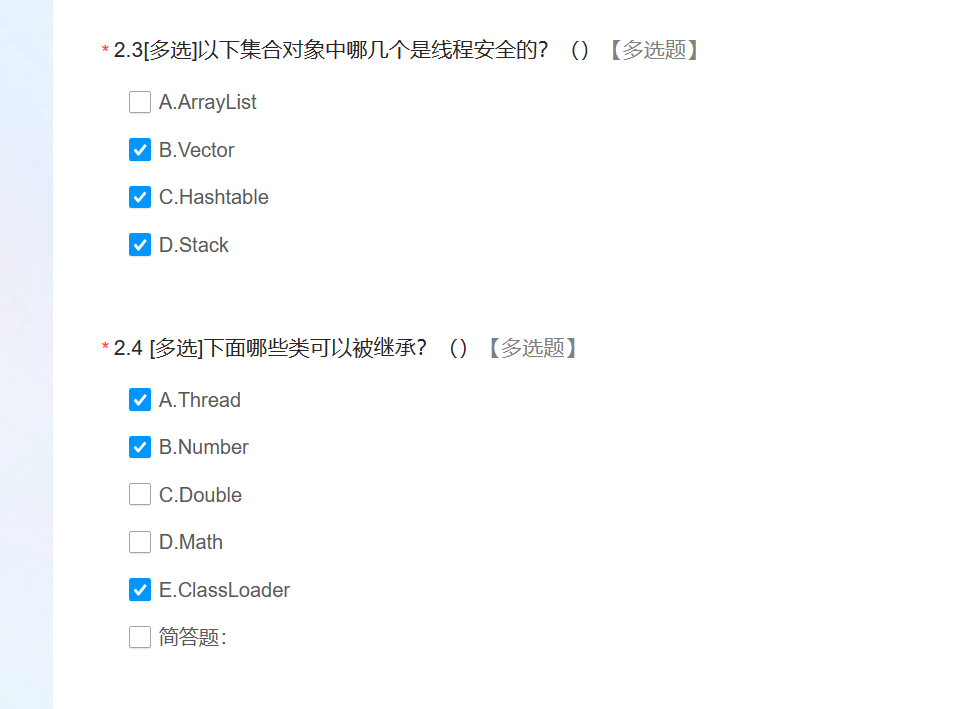 * 2.3[多选]以下集合对象中哪几个是线程安全的？（）【多选题】
A.ArrayList
B.Vector
C.Hashtable
D.Stack
* 2.4 [多选]下面哪些类可以被继承？（）【多选题】
A.Thread
B.Number
C.Double
D.Math
E.ClassLoader
简答题：